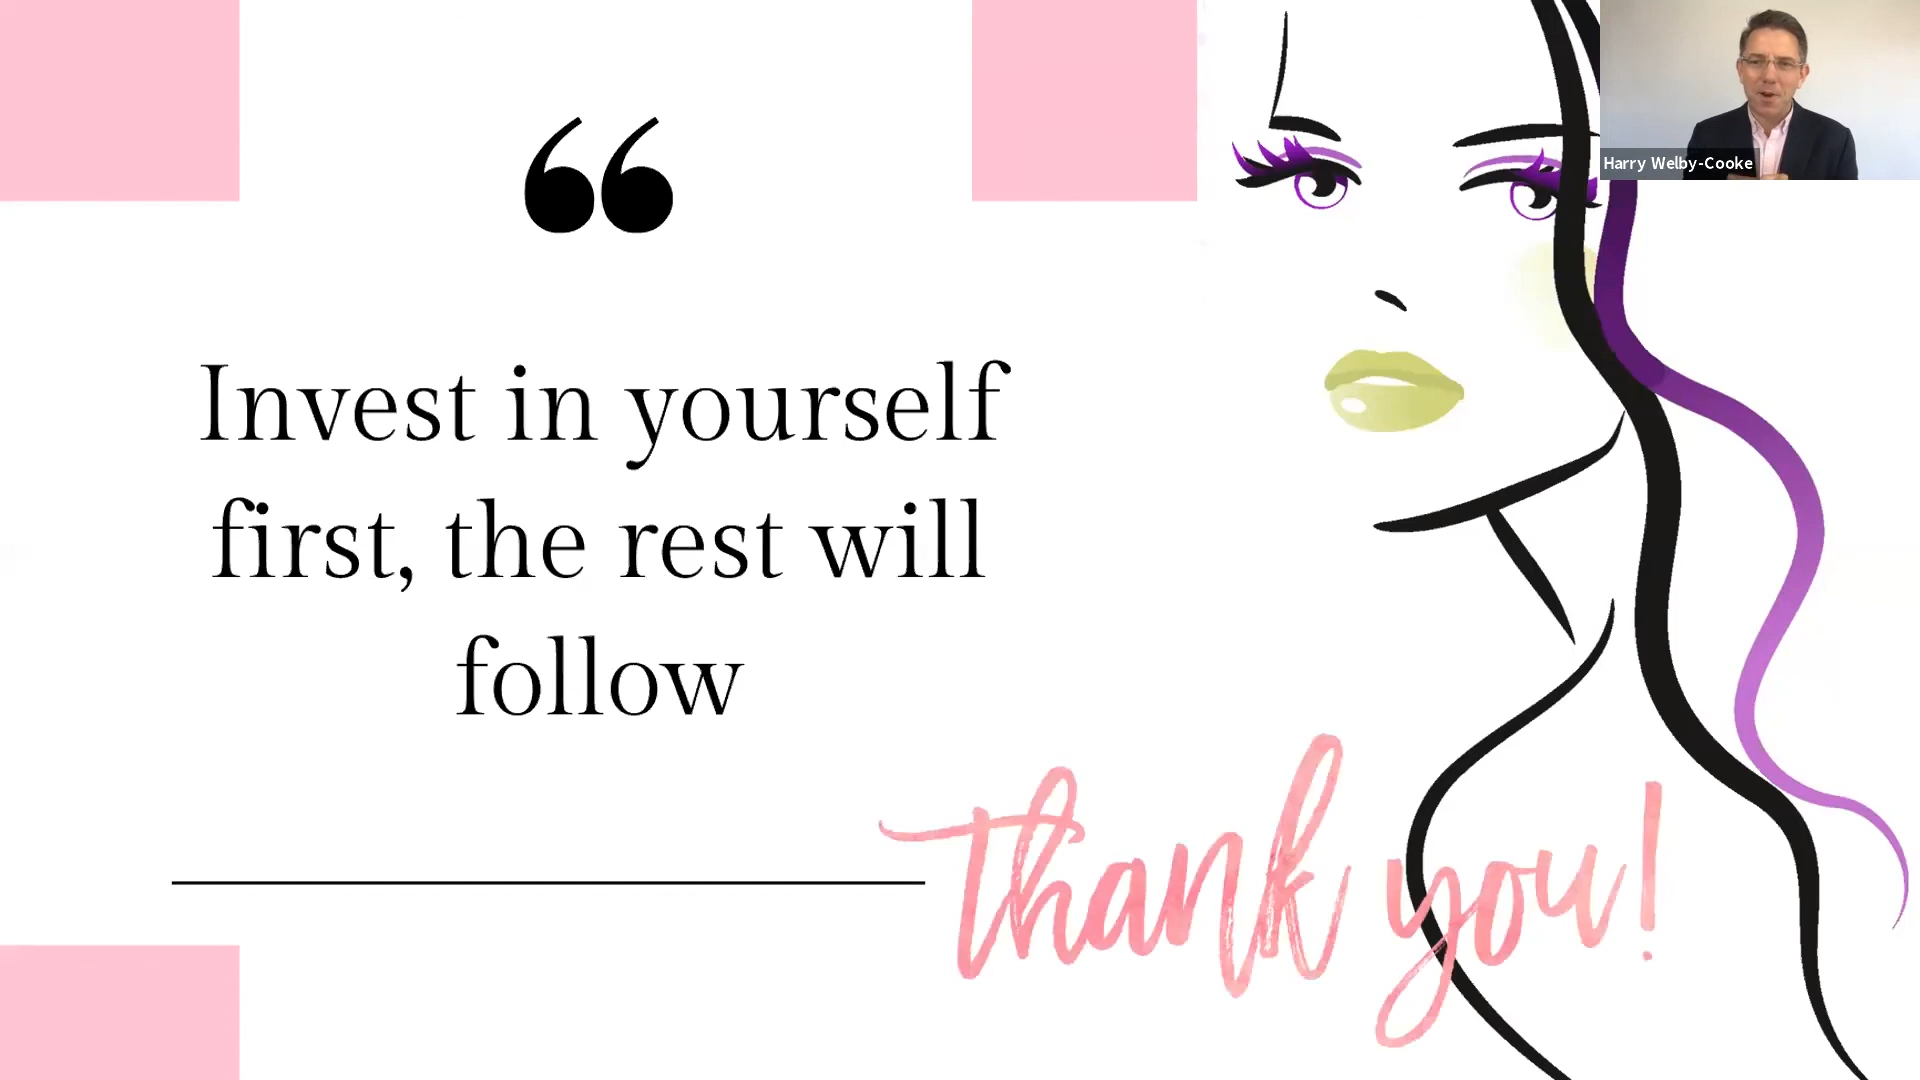 Harry Welby-Cooke
“
Invest in yourself
first, the rest will
follow
thank you!